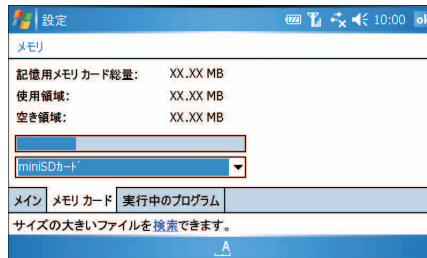 設定 10:00 ok
メモリ
記憶用メモリ カード総量: XX.XX MB
使用領域: XX.XX MB
空き領域: XX.XX MB
miniSDカード
メイン メモリ カード 実行中のプログラム
サイズの大きいファイルを検索できます。
A